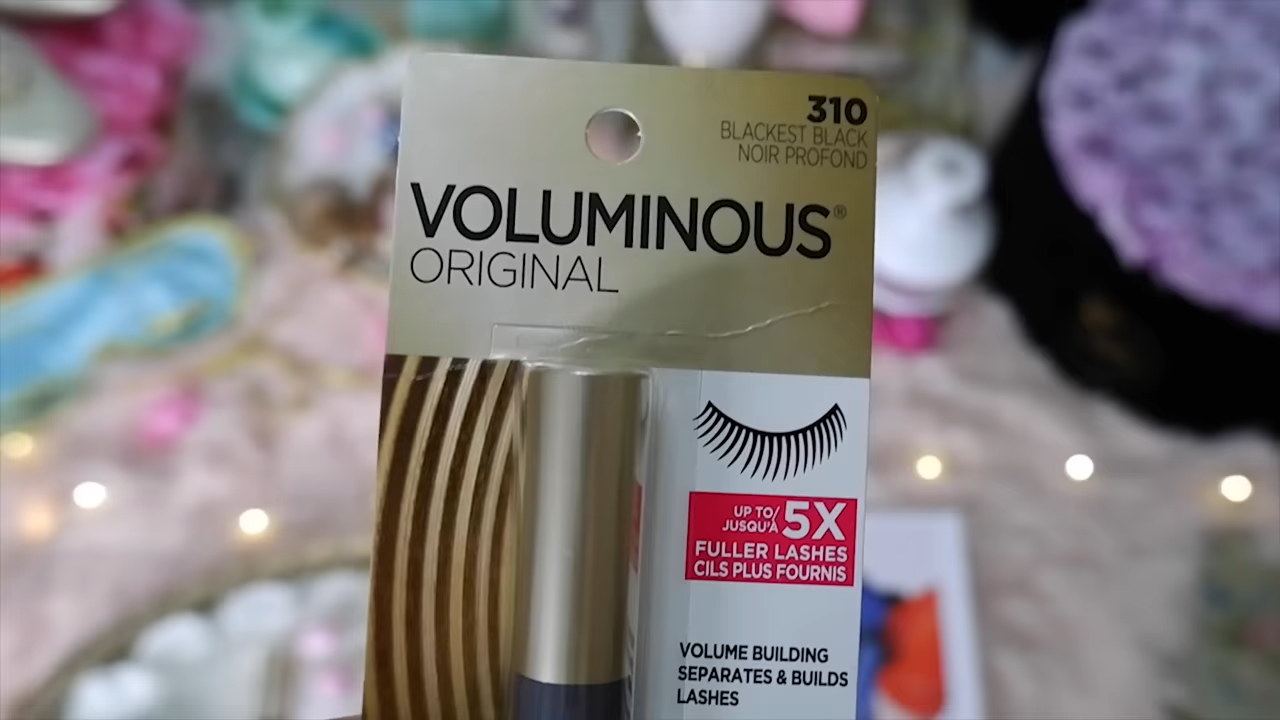 310
BLACKEST BLACK
NOIR PROFOND
VOLUMINOUS®
ORIGINAL
UP TO/
JUSQU'À 5X
FULLER LASHES
CILS PLUS FOURNIS
VOLUME BUILDING
SEPARATES & BUILDS
LASHES